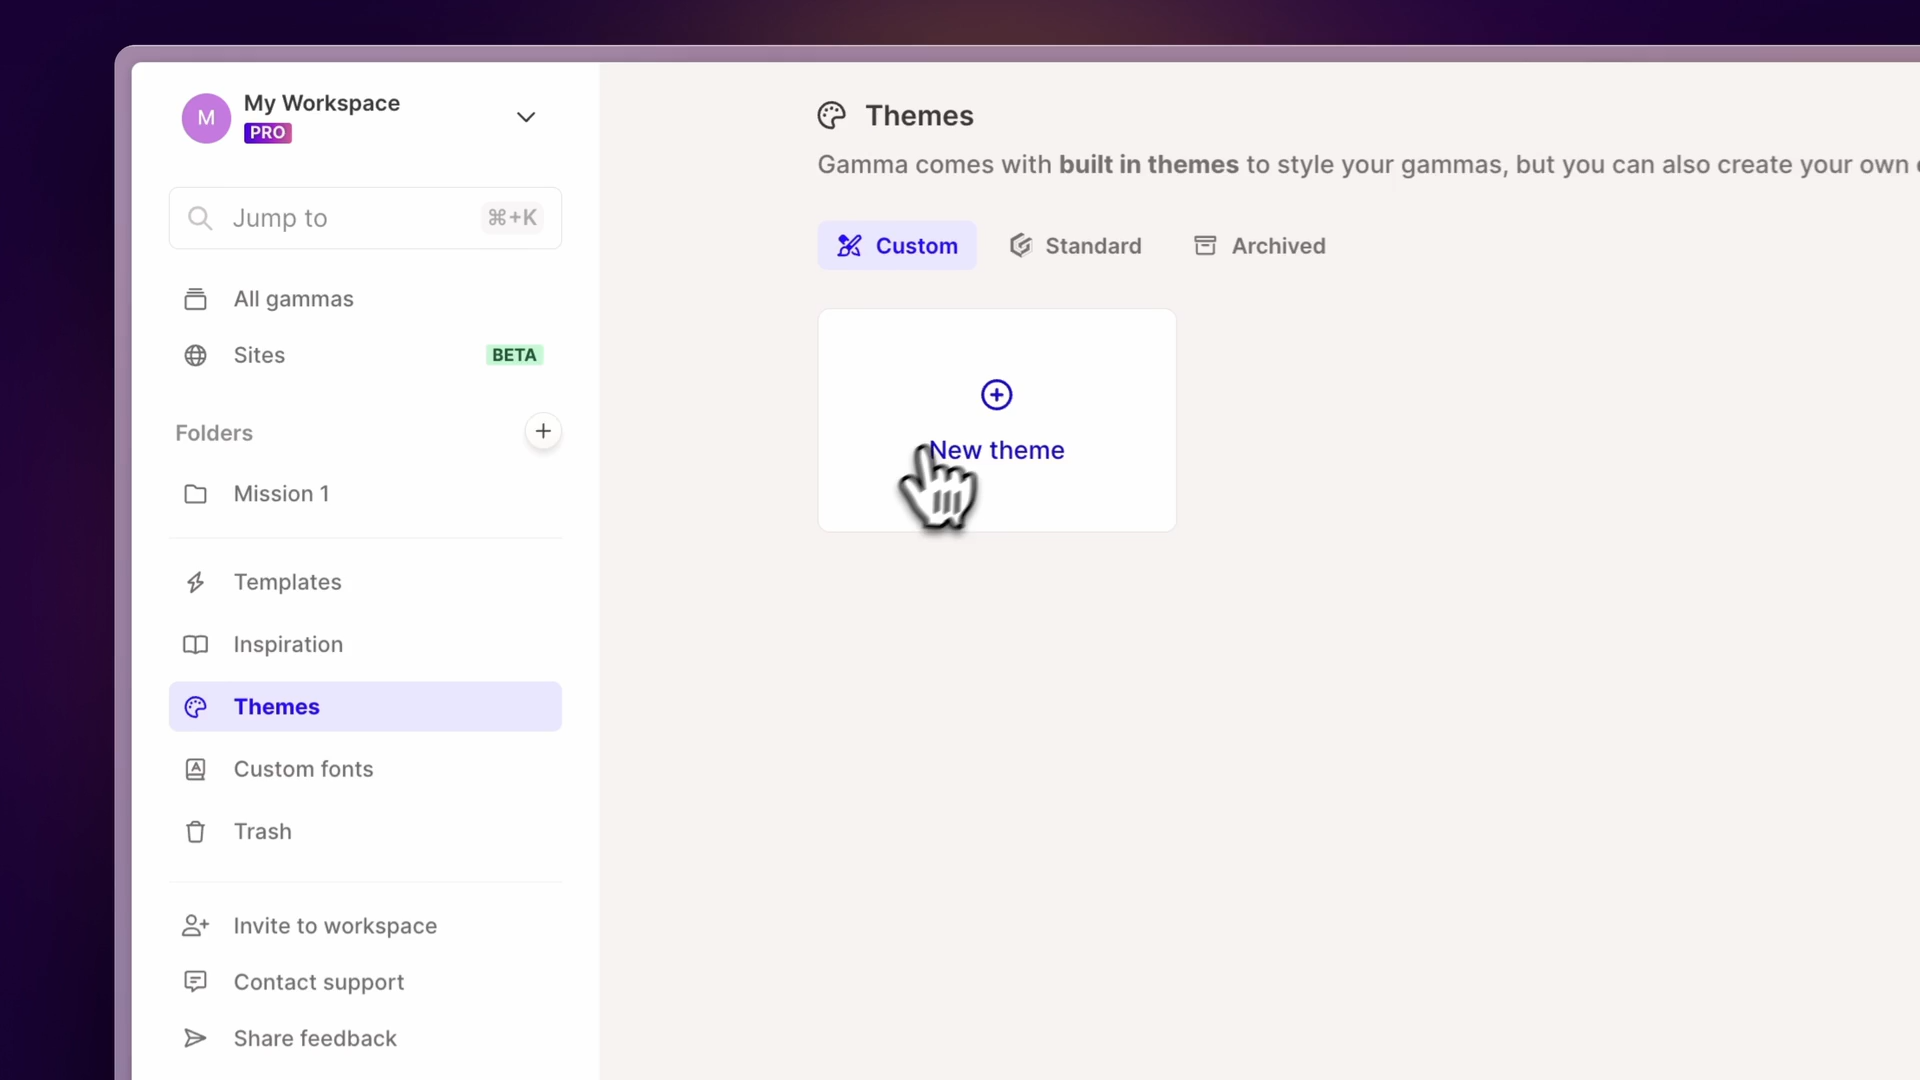 M
My Workspace
PRO
Jump to
⌘+K
All gammas
Sites
BETA
Folders
Mission 1
Templates
Inspiration
Themes
Custom fonts
Trash
Invite to workspace
Contact support
Share feedback
Themes
Gamma comes with built in themes to style your gammas, but you can also create your own
Custom
Standard
Archived
New theme